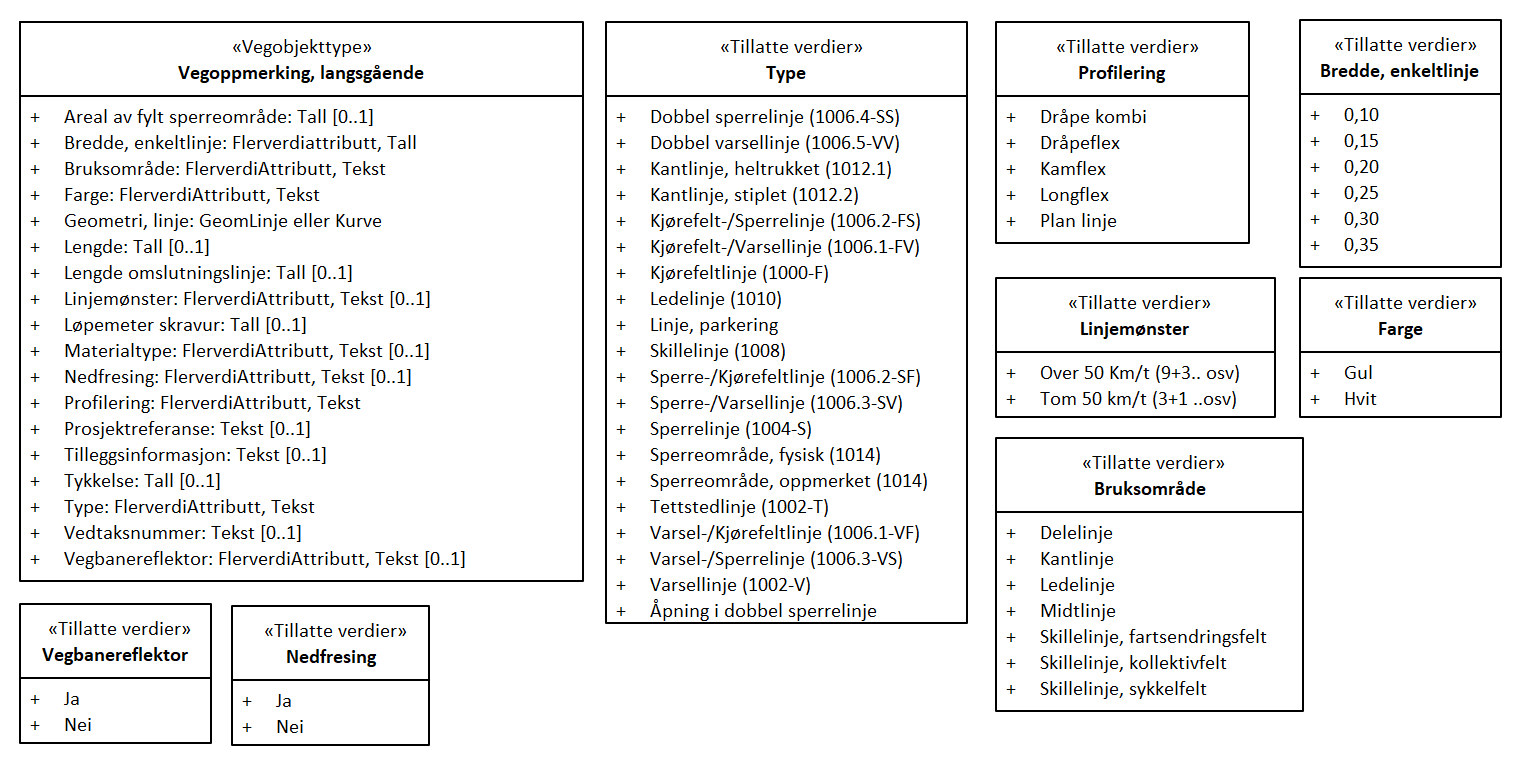 «Vegobjekttype»
Vegoppmerking, langsgående
+ Areal av fylt sperreområde: Tall [0..1]
+ Bredde, enkeltlinje: Flerverdiattributt, Tall
+ Bruksområde: FlerverdiAttributt, Tekst
+ Farge: FlerverdiAttributt, Tekst
+ Geometri, linje: GeomLinje eller Kurve
+ Lengde: Tall [0..1]
+ Lengde omslutningslinje: Tall [0..1]
+ Linjemønster: FlerverdiAttributt, Tekst [0..1]
+ Løpemeter skravur: Tall [0..1]
+ Materialtype: FlerverdiAttributt, Tekst [0..1]
+ Nedfresing: FlerverdiAttributt, Tekst [0..1]
+ Profilering: FlerverdiAttributt, Tekst
+ Prosjektreferanse: Tekst [0..1]
+ Tilleggsinformasjon: Tekst [0..1]
+ Tykkelse: Tall [0..1]
+ Type: FlerverdiAttributt, Tekst
+ Vedtaksnummer: Tekst [0..1]
+ Vegbanereflektor: FlerverdiAttributt, Tekst [0..1]
«Tillatte verdier»
Type
+ Dobbel sperrelinje (1006.4-SS)
+ Dobbel varsellinje (1006.5-VV)
+ Kantlinje, heltrukket (1012.1)
+ Kantlinje, stiplet (1012.2)
+ Kjørefelt-/Sperrelinje (1006.2-FS)
+ Kjørefelt-/Varsellinje (1006.1-FV)
+ Kjørefeltlinje (1000-F)
+ Ledelinje (1010)
+ Linje, parkering
+ Skillelinje (1008)
+ Sperre-/Kjørefeltlinje (1006.2-SF)
+ Sperre-/Varsellinje (1006.3-SV)
+ Sperrelinje (1004-S)
+ Sperreområde, fysisk (1014)
+ Sperreområde, oppmerket (1014)
+ Tettstedlinje (1002-T)
+ Varsel-/Kjørefeltlinje (1006.1-VF)
+ Varsel-/Sperrelinje (1006.3-VS)
+ Varsellinje (1002-V)
+ Åpning i dobbel sperrelinje
«Tillatte verdier»
Profilering
+ Dråpe kombi
+ Dråpeflex
+ Kamflex
+ Longflex
+ Plan linje
«Tillatte verdier»
Bredde, enkeltlinje
+ 0,10
+ 0,15
+ 0,20
+ 0,25
+ 0,30
+ 0,35
«Tillatte verdier»
Linjemønster
+ Over 50 Km/t (9+3.. osv)
+ Tom 50 km/t (3+1 ..osv)
«Tillatte verdier»
Farge
+ Gul
+ Hvit
«Tillatte verdier»
Bruksområde
+ Delelinje
+ Kantlinje
+ Ledelinje
+ Midtlinje
+ Skillelinje, fartsendringsfelt
+ Skillelinje, kollektivfelt
+ Skillelinje, sykkelfelt
«Tillatte verdier»
Vegbanereflektor
+ Ja
+ Nei
«Tillatte verdier»
Nedfresing
+ Ja
+ Nei